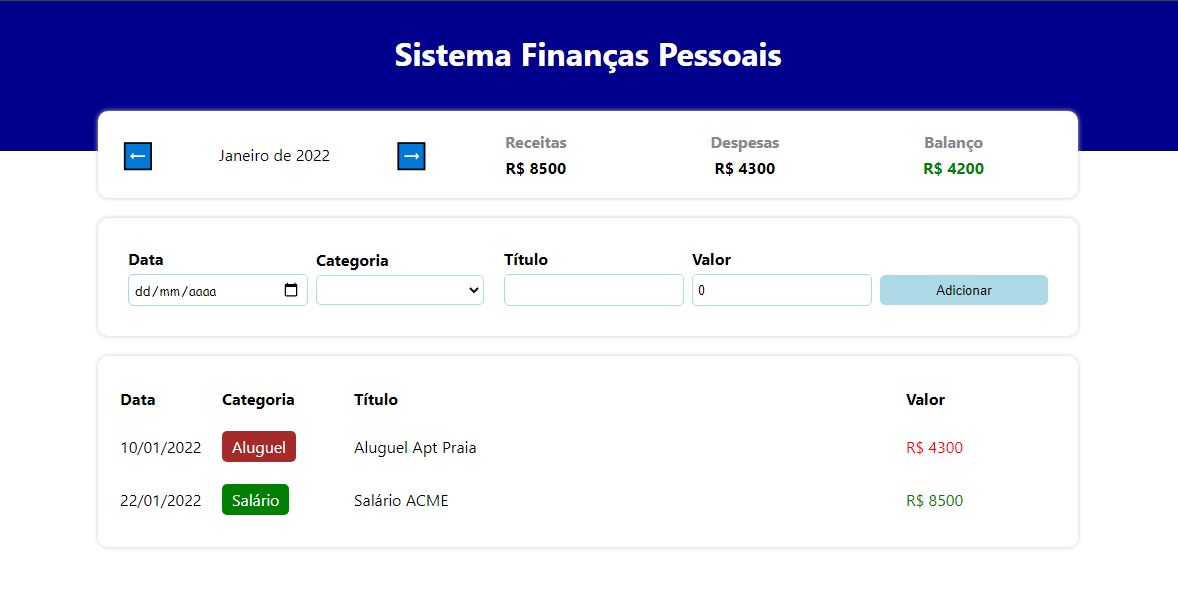 Sistema Finanças Pessoais
← Janeiro de 2022 → Receitas Despesas Balanço
R$ 8500 R$ 4300 R$ 4200
Data Categoria Título Valor
dd/mm/aaaa 0 Adicionar
Data Categoria Título Valor
10/01/2022 Aluguel Aluguel Apt Praia R$ 4300
22/01/2022 Salário Salário ACME R$ 8500